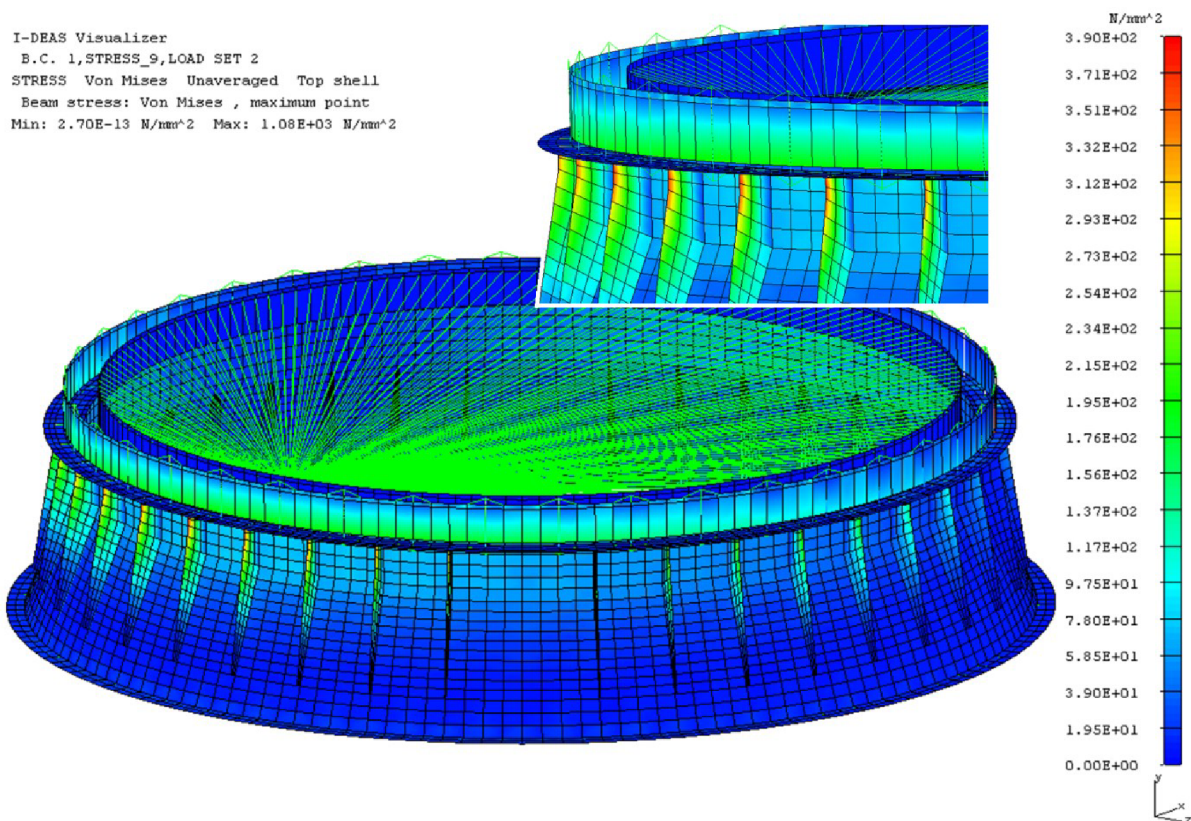 I-DEAS Visualizer
B.C. 1,STRESS_9,LOAD SET 2
STRESS Von Mises Unaveraged Top shell
Beam stress: Von Mises , maximum point
Min: 2.70E-13 N/mm^2 Max: 1.08E+03 N/mm^2
N/mm^2
3.90E+02
3.71E+02
3.51E+02
3.32E+02
3.12E+02
2.93E+02
2.73E+02
2.54E+02
2.34E+02
2.15E+02
1.95E+02
1.76E+02
1.56E+02
1.37E+02
1.17E+02
9.75E+01
7.80E+01
5.85E+01
3.90E+01
1.95E+01
0.00E+00
y
x
z